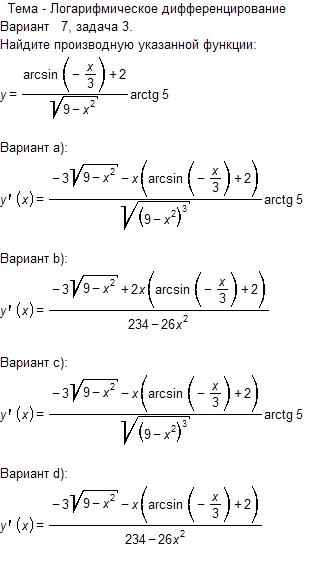 Тема - Логарифмическое дифференцирование
Вариант 7, задача 3.
Найдите производную указанной функции:
y = (arcsin(-x/3)+2)/√(9-x²) arctg 5
Вариант a):
y'(x) = (-3√(9-x²) -x(arcsin(-x/3)+2))/√((9-x²)³) arctg 5
Вариант b):
y'(x) = (-3√(9-x²) +2x(arcsin(-x/3)+2))/(234-26x²)
Вариант c):
y'(x) = (-3√(9-x²) -x(arcsin(-x/3)+2))/√((9-x²)³) arctg 5
Вариант d):
y'(x) = (-3√(9-x²) -x(arcsin(-x/3)+2))/(234-26x²)